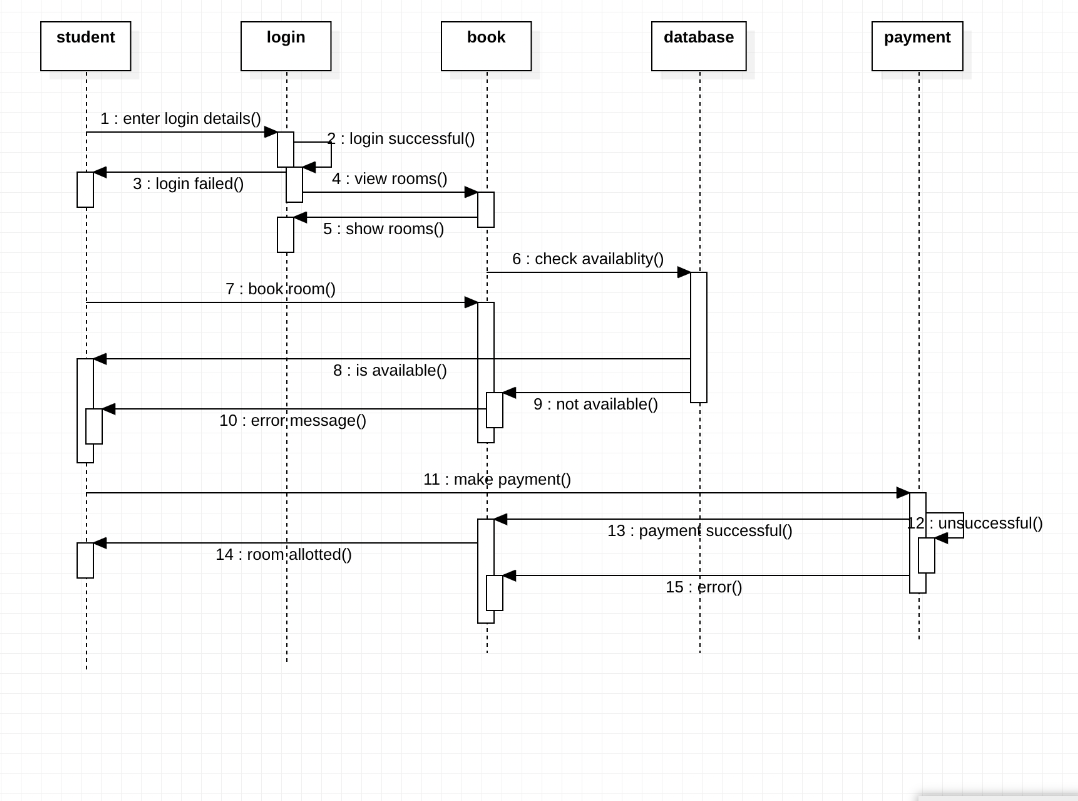 student
login
book
database
payment
1 : enter login details()
2 : login successful()
3 : login failed()
4 : view rooms()
5 : show rooms()
6 : check availablity()
7 : book room()
8 : is available()
9 : not available()
10 : error message()
11 : make payment()
12 : unsuccessful()
13 : payment successful()
14 : room allotted()
15 : error()